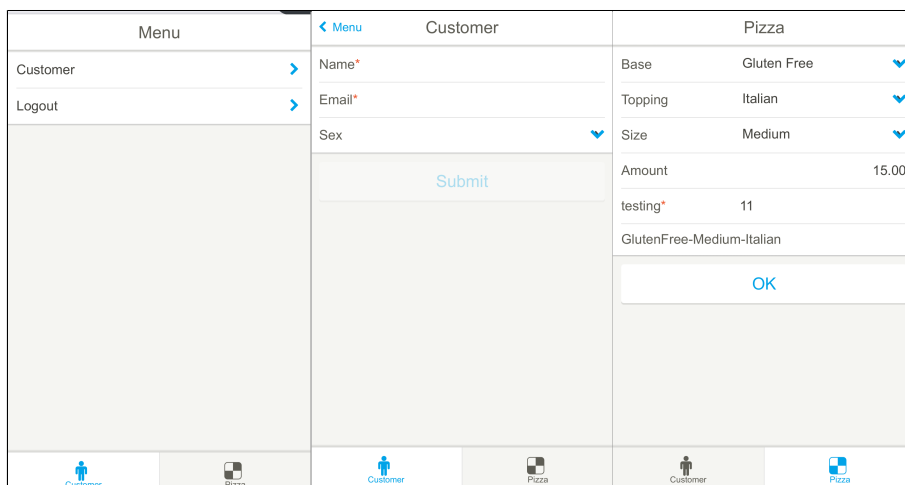 Menu
Customer
Logout
Customer
Pizza
Menu
Customer
Name*
Email*
Sex
Submit
Customer
Pizza
Pizza
Base Gluten Free
Topping Italian
Size Medium
Amount 15.00
testing* 11
GlutenFree-Medium-Italian
OK
Customer
Pizza